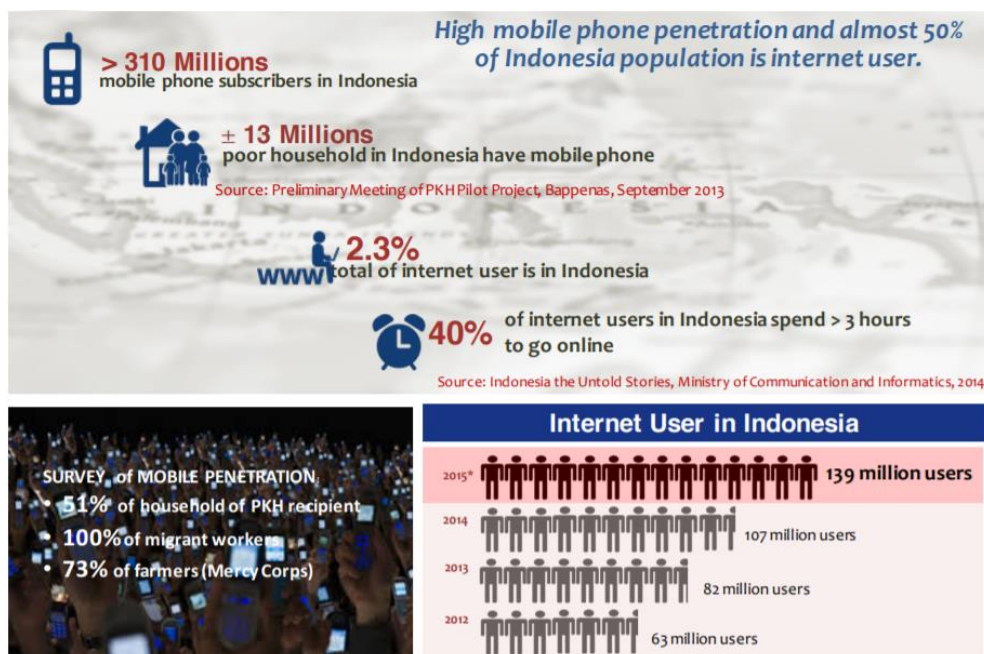 High mobile phone penetration and almost 50%
of Indonesia population is internet user.
> 310 Millions
mobile phone subscribers in Indonesia
± 13 Millions
poor household in Indonesia have mobile phone
Source: Preliminary Meeting of PKH Pilot Project, Bappenas, September 2013
INDONESIA
www
2.3%
total of internet user is in Indonesia
40%
of internet users in Indonesia spend > 3 hours
to go online
Source: Indonesia the Untold Stories, Ministry of Communication and Informatics, 2014
SURVEY of MOBILE PENETRATION:
• 51% of household of PKH recipient
• 100% of migrant workers
• 73% of farmers (Mercy Corps)
Internet User in Indonesia
2015* 139 million users
2014 107 million users
2013 82 million users
2012 63 million users